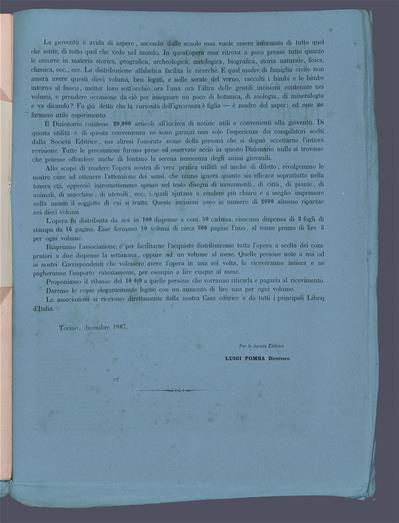 La gioventù è avida di sapere, uscendo dalle scuole essa vuole essere informata di tutto quel
che sente, di tutto quel che vede nel mondo. In quest'opera essa ritrova a poco presso tutto quanto
le occorre in materia storica, geografica, archeologica, mitologica, biografica, storia naturale, fisica,
chimica, ecc., ecc. La distribuzione alfabetica facilita le ricerche. E qual madre di famiglia civile non
amerà avere questi dieci volumi, ben legati, e nelle serate del verno, raccolti i bimbi e le bimbe
intorno al fuoco, metter loro sott'occhio ora l'una ora l'altra delle gentili incisioni contenute nei
volumi, e prendere occasione da ciò per insegnare un poco di botanica, di zoologia, di mineralogia
e va dicendo? Fu già detto che la curiosità dell'ignoranza è figlia — è madre del saper; ed esse ne
faranno utile esperimento.
Il Dizionario contiene 20,000 articoli all'incirca di notizie utili e convenienti alla gioventù. Di
questa utilità e di questa convenienza ne sono garanti non solo l'esperienza dei compilatori scelti
dalla Società Editrice, ma altresì l'onorato nome della persona che si degnò accettarne l'intiera
revisione. Tutte le precauzioni furono prese ed osservate acciò in questo Dizionario nulla si trovasse
che potesse offendere anche di lontano la serena innocenza degli animi giovanili.
Allo scopo di rendere l'opera nostra di vera pratica utilità ed anche di diletto, rivolgemmo le
nostre cure ad ottenere l'attenzione dei sensi, che niuno ignora quanto sia efficace soprattutto nella
tenera età, epperciò intromettemmo spesso nel testo disegni di monumenti, di città, di piante, di
animali, di macchine, di utensili, ecc., i quali ajutano a rendere più chiaro e a meglio imprimere
nella mente il soggetto di cui si tratta. Queste incisioni sono in numero di 2000 almeno ripartite
nei dieci volumi.
L'opera fu distribuita da noi in 100 dispense a cent. 50 caduna, ciascuna dispensa di 3 fogli di
stampa da 16 pagine. Esse formano 10 volumi di circa 500 pagine l'uno, al tenue prezzo di lire 5
per ogni volume.
Riapriamo l'associazione; e per facilitarne l'acquisto distribuiremo tutta l'opera a scelta dei com-
pratori a due dispense la settimana, oppure ad un volume al mese. Quelle persone note a noi od
ai nostri Corrispondenti che volessero avere l'opera in una sol volta, la riceveranno intiera e ne
pagheranno l'importo rateatamente, per esempio a lire cinque al mese.
Proponiamo il ribasso del 10 0/0 a quelle persone che vorranno ritirarla e pagarla al ricevimento.
Daremo le copie elegantemente legate con un aumento di lire una per ogni volume.
Le associazioni si ricevono direttamente dalla nostra Casa editrice e da tutti i principali Libraj
d'Italia.
Torino, dicembre 1867.
Per la Società Editrice
LUIGI POMBA Direttore.